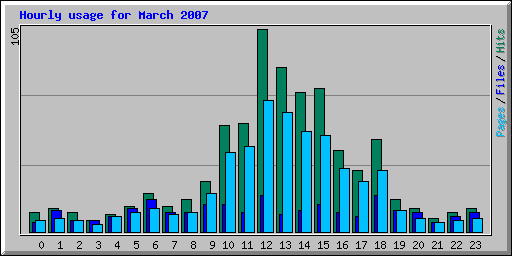 Hourly usage for March 2007
105
Pages / Files / Hits
0 1 2 3 4 5 6 7 8 9 10 11 12 13 14 15 16 17 18 19 20 21 22 23